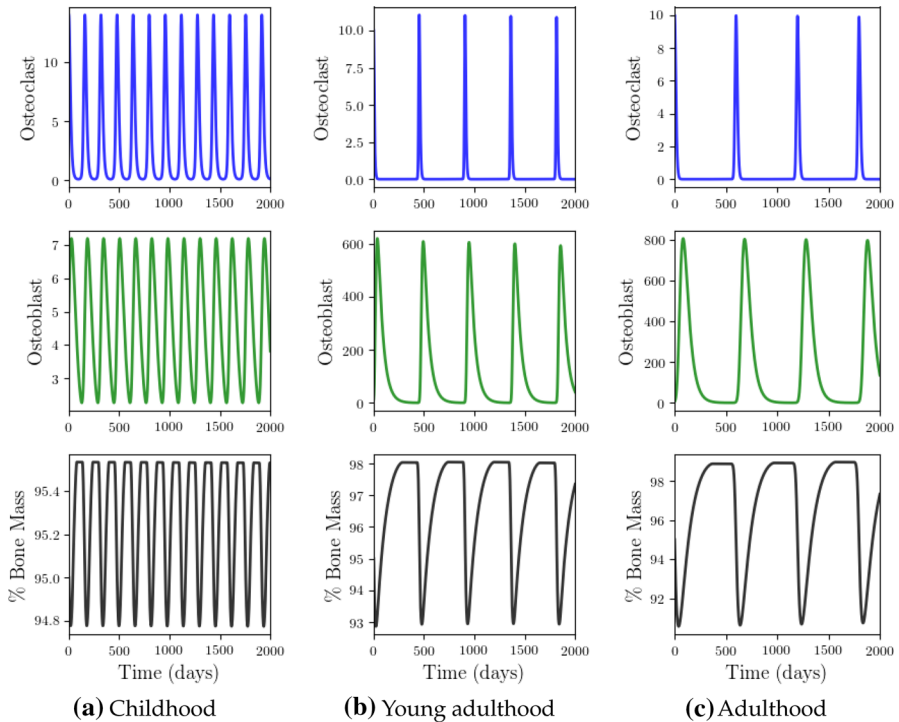 Osteoclast
10
5
0
0 500 1000 1500 2000
Osteoclast
10.0
7.5
5.0
2.5
0.0
0 500 1000 1500 2000
Osteoclast
10
8
6
4
2
0
0 500 1000 1500 2000
Osteoblast
7
6
5
4
3
0 500 1000 1500 2000
Osteoblast
600
400
200
0
0 500 1000 1500 2000
Osteoblast
800
600
400
200
0
0 500 1000 1500 2000
% Bone Mass
95.4
95.2
95.0
94.8
0 500 1000 1500 2000
Time (days)
% Bone Mass
98
97
96
95
94
93
0 500 1000 1500 2000
Time (days)
% Bone Mass
98
96
94
92
0 500 1000 1500 2000
Time (days)
(a) Childhood
(b) Young adulthood
(c) Adulthood